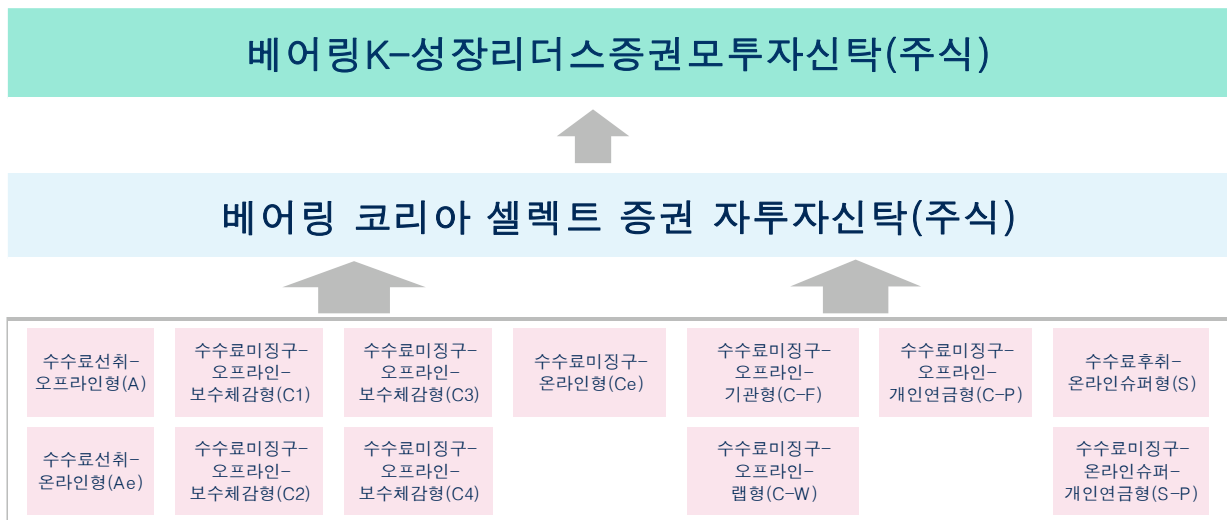 베어링K-성장리더스증권모투자신탁(주식)
베어링 코리아 셀렉트 증권 자투자신탁(주식)
수수료선취-
오프라인형(A)
수수료미징구-
오프라인-
보수체감형(C1)
수수료미징구-
오프라인-
보수체감형(C3)
수수료미징구-
온라인형(Ce)
수수료미징구-
오프라인-
기관형(C-F)
수수료미징구-
오프라인-
개인연금형(C-P)
수수료후취-
온라인슈퍼형(S)
수수료선취-
온라인형(Ae)
수수료미징구-
오프라인-
보수체감형(C2)
수수료미징구-
오프라인-
보수체감형(C4)
수수료미징구-
오프라인-
랩형(C-W)
수수료미징구-
온라인슈퍼-
개인연금형(S-P)